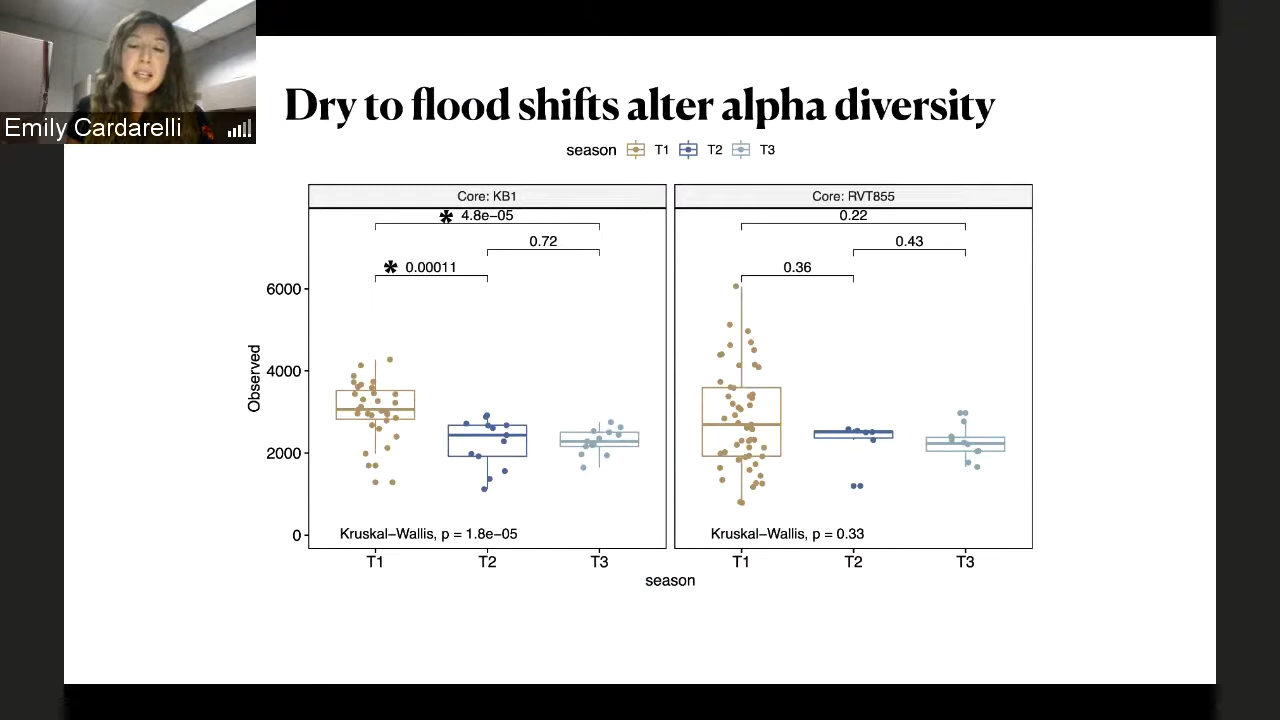 Emily Cardarelli
Dry to flood shifts alter alpha diversity
season T1 T2 T3
Core: KB1
* 4.8e−05
0.72
* 0.00011
Kruskal−Wallis, p = 1.8e−05
Core: RVT855
0.22
0.43
0.36
Kruskal−Wallis, p = 0.33
Observed
6000
4000
2000
0
T1 T2 T3
T1 T2 T3
season